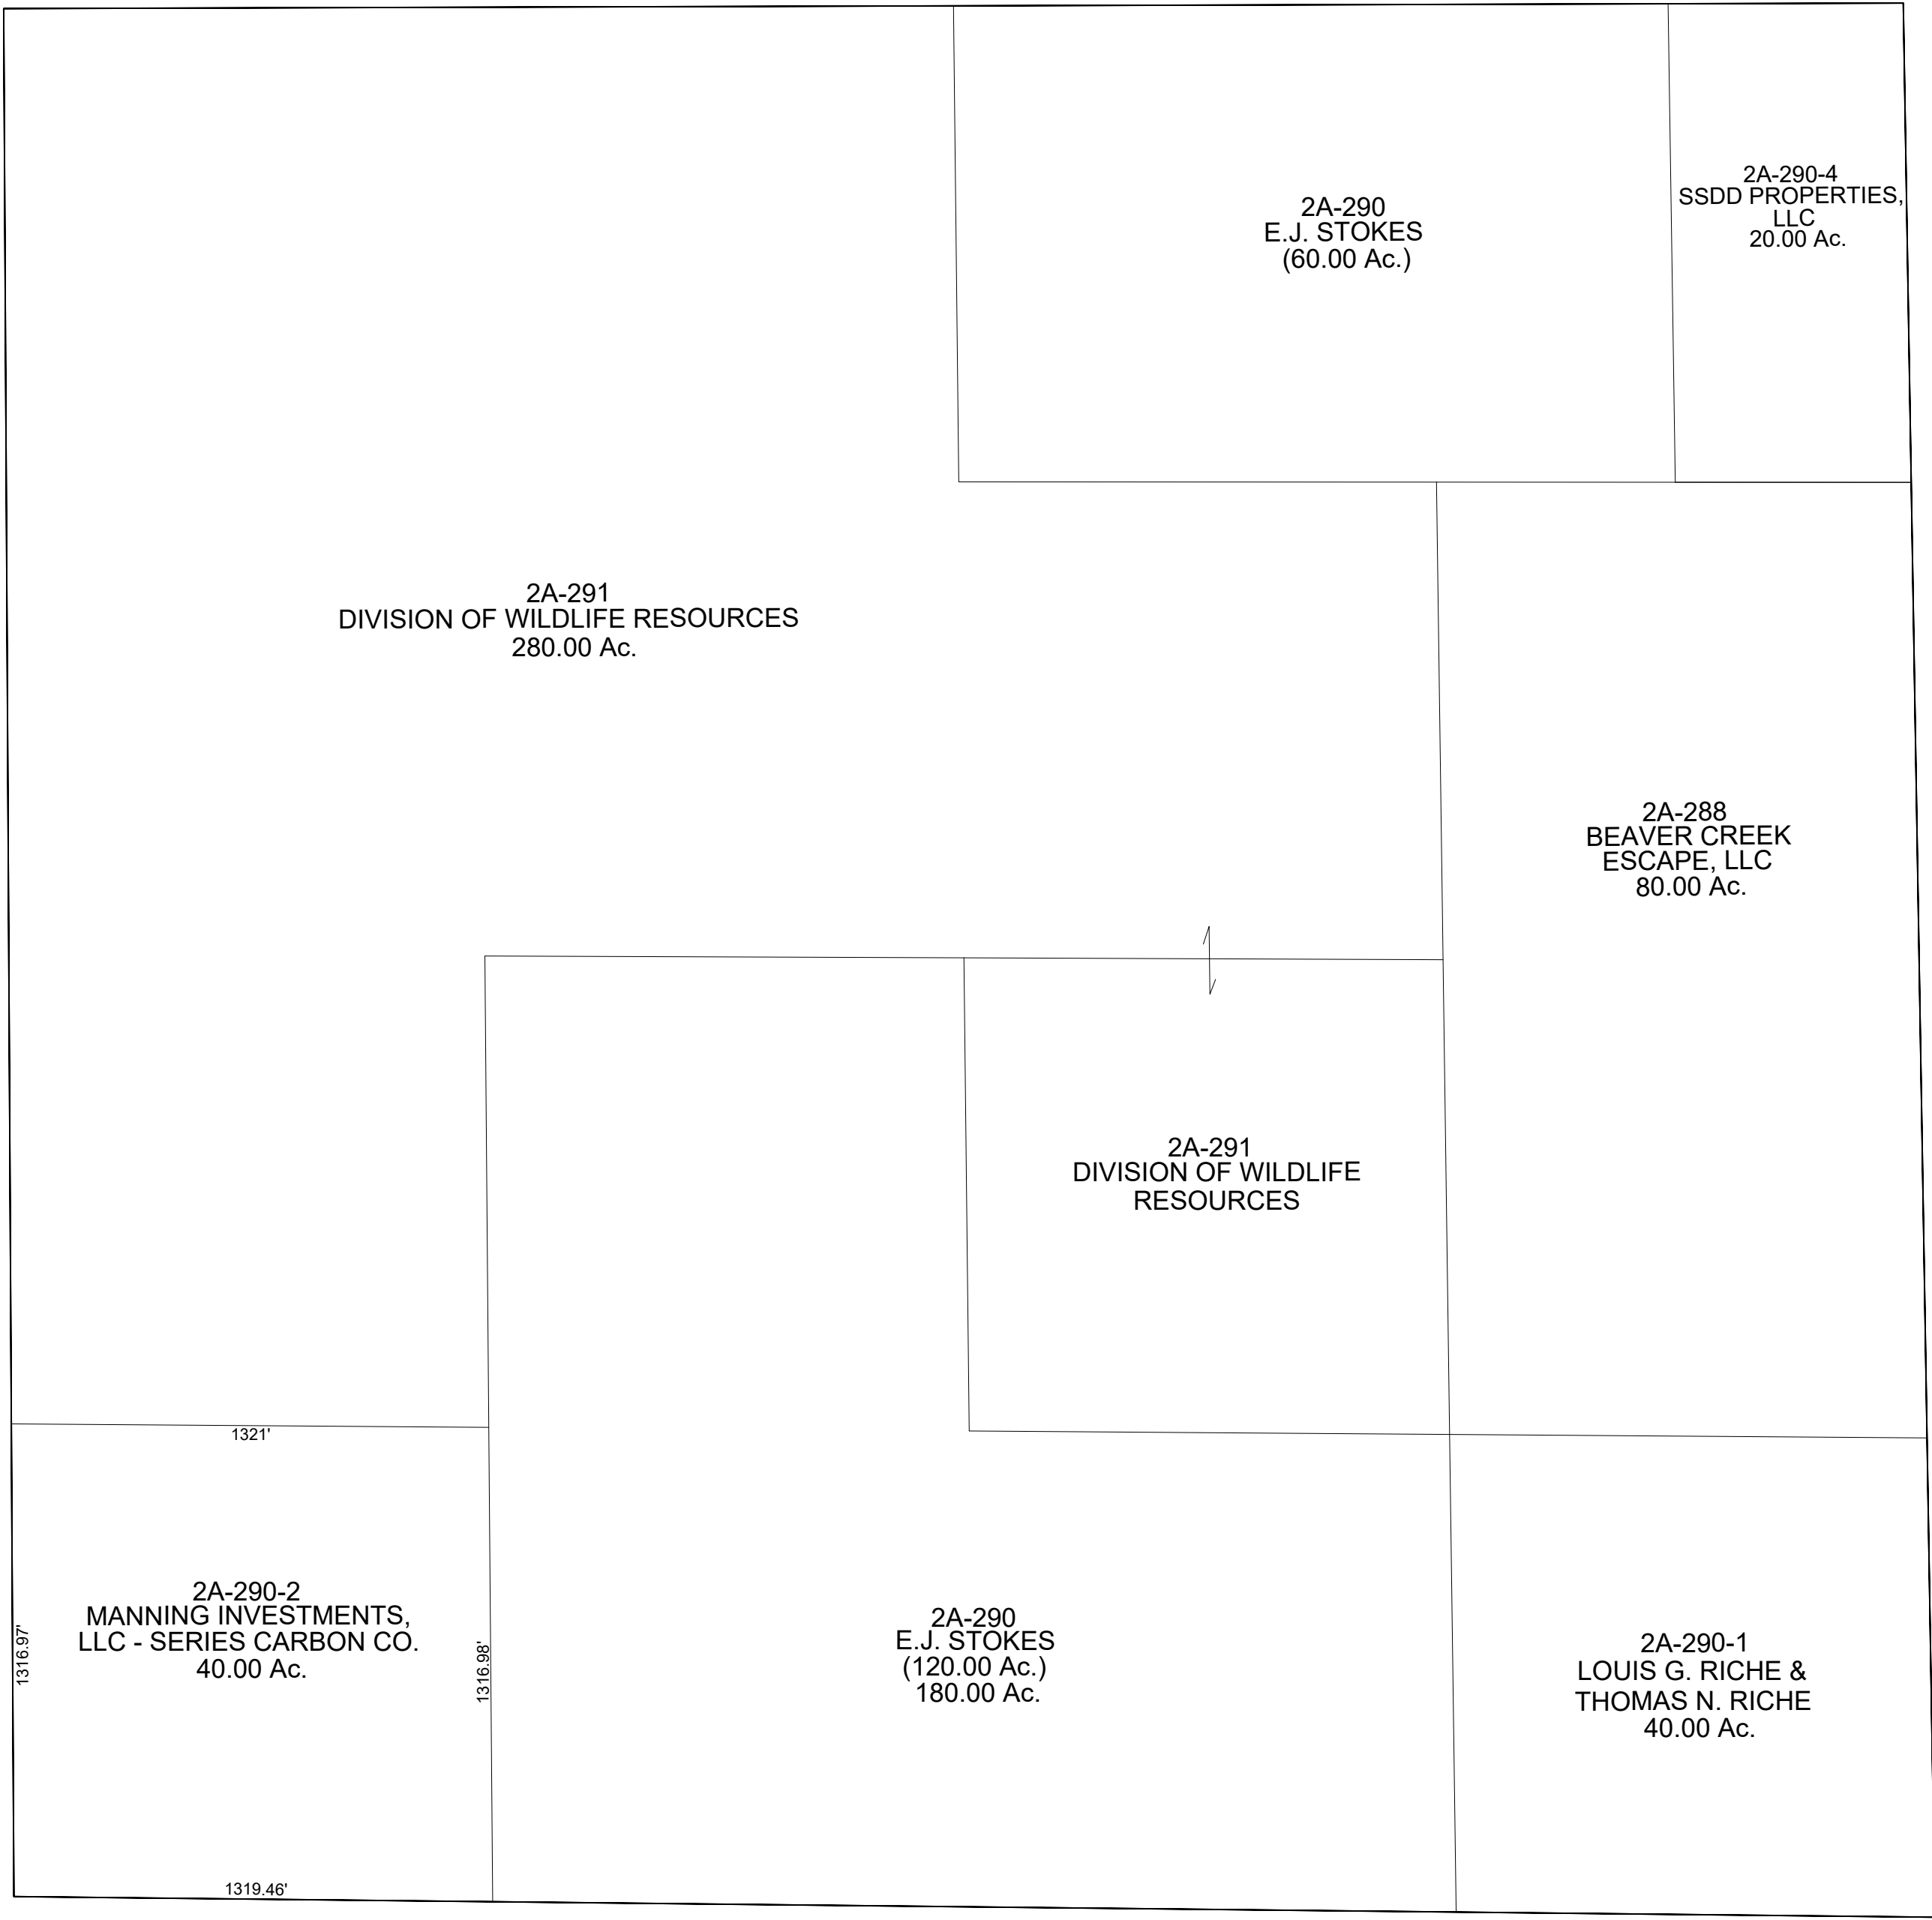 2A-290
E.J. STOKES
(60.00 Ac.)
2A-290-4
SSDD PROPERTIES,
LLC
20.00 Ac.
2A-291
DIVISION OF WILDLIFE RESOURCES
280.00 Ac.
2A-288
BEAVER CREEK
ESCAPE, LLC
80.00 Ac.
2A-291
DIVISION OF WILDLIFE
RESOURCES
1321'
2A-290-2
MANNING INVESTMENTS,
LLC - SERIES CARBON CO.
40.00 Ac.
1316.97'
1316.98'
1319.46'
2A-290
E.J. STOKES
(120.00 Ac.)
180.00 Ac.
2A-290-1
LOUIS G. RICHE &
THOMAS N. RICHE
40.00 Ac.